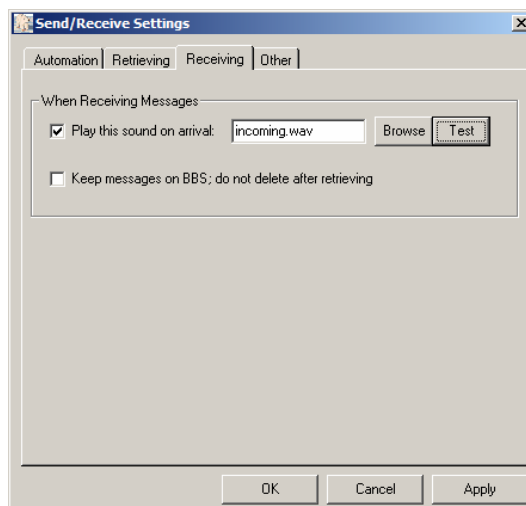 Send/Receive Settings
Automation Retrieving Receiving Other
When Receiving Messages
Play this sound on arrival: incoming.wav Browse Test
Keep messages on BBS; do not delete after retrieving
OK Cancel Apply